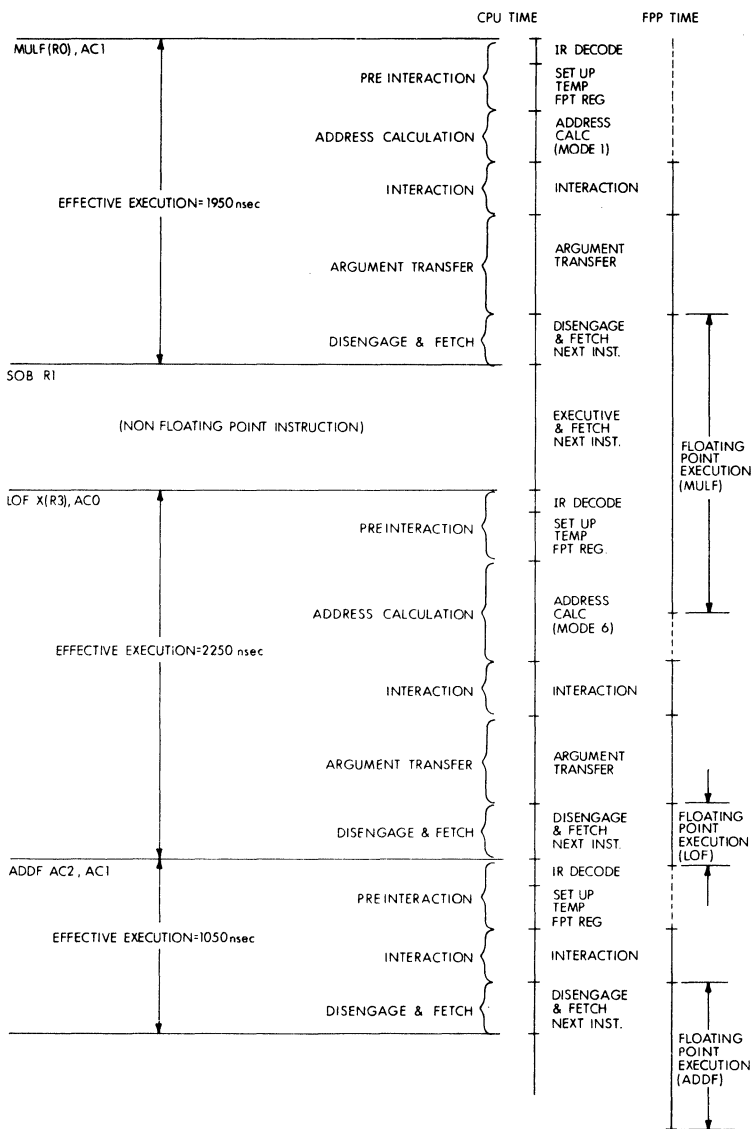 CPU TIME FPP TIME
MULF(R0), AC1
IR DECODE
PRE INTERACTION
SET UP
TEMP
FPT REG
ADDRESS CALCULATION
ADDRESS
CALC
(MODE 1)
INTERACTION INTERACTION
EFFECTIVE EXECUTION=1950 nsec
ARGUMENT TRANSFER
ARGUMENT
TRANSFER
DISENGAGE & FETCH
DISENGAGE
& FETCH
NEXT INST.
SOB R1
(NON FLOATING POINT INSTRUCTION)
EXECUTIVE
& FETCH
NEXT INST.
FLOATING
POINT
EXECUTION
(MULF)
LOF X(R3), AC0
IR DECODE
PREINTERACTION
SET UP
TEMP
FPT REG.
ADDRESS CALCULATION
ADDRESS
CALC
(MODE 6)
EFFECTIVE EXECUTION=2250 nsec
INTERACTION INTERACTION
ARGUMENT TRANSFER
ARGUMENT
TRANSFER
DISENGAGE & FETCH
DISENGAGE
& FETCH
NEXT INST.
FLOATING
POINT
EXECUTION
(LOF)
ADDF AC2, AC1
IR DECODE
PREINTERACTION
SET UP
TEMP
FPT REG
EFFECTIVE EXECUTION=1050 nsec
INTERACTION INTERACTION
DISENGAGE & FETCH
DISENGAGE
& FETCH
NEXT INST.
FLOATING
POINT
EXECUTION
(ADDF)